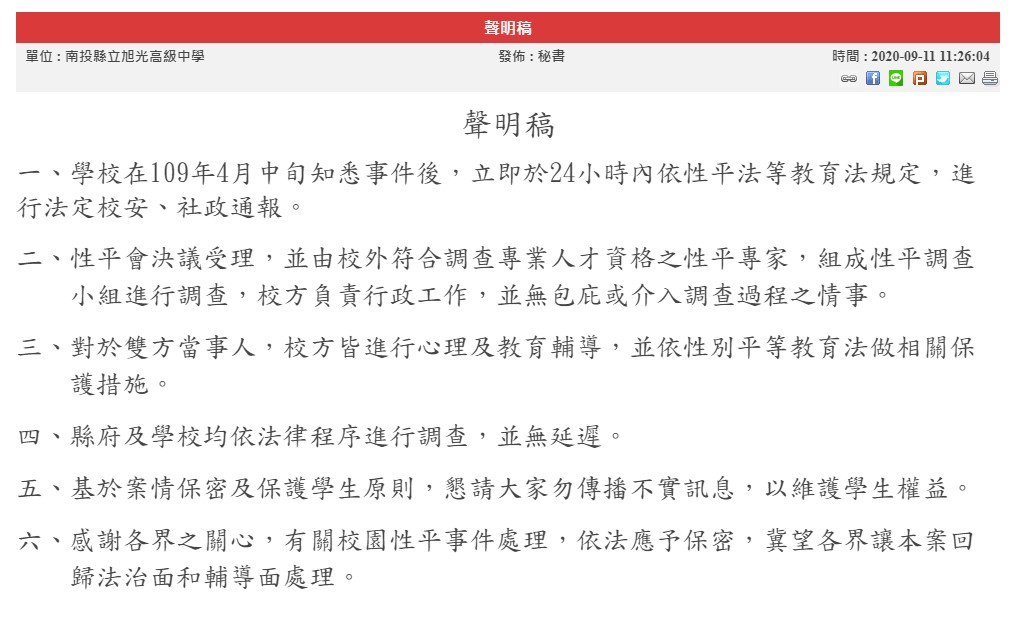 聲明稿
單位 : 南投縣立旭光高級中學 發佈 : 秘書 時間 : 2020-09-11 11:26:04
聲明稿
一、學校在109年4月中旬知悉事件後，立即於24小時內依性平法等教育法規定，進
行法定校安、社政通報。
二、性平會決議受理，並由校外符合調查專業人才資格之性平專家，組成性平調查
小組進行調查，校方負責行政工作，並無包庇或介入調查過程之情事。
三、對於雙方當事人，校方皆進行心理及教育輔導，並依性別平等教育法做相關保
護措施。
四、縣府及學校均依法律程序進行調查，並無延遲。
五、基於案情保密及保護學生原則，懇請大家勿傳播不實訊息，以維護學生權益。
六、感謝各界之關心，有關校園性平事件處理，依法應予保密，冀望各界讓本案回
歸法治面和輔導面處理。